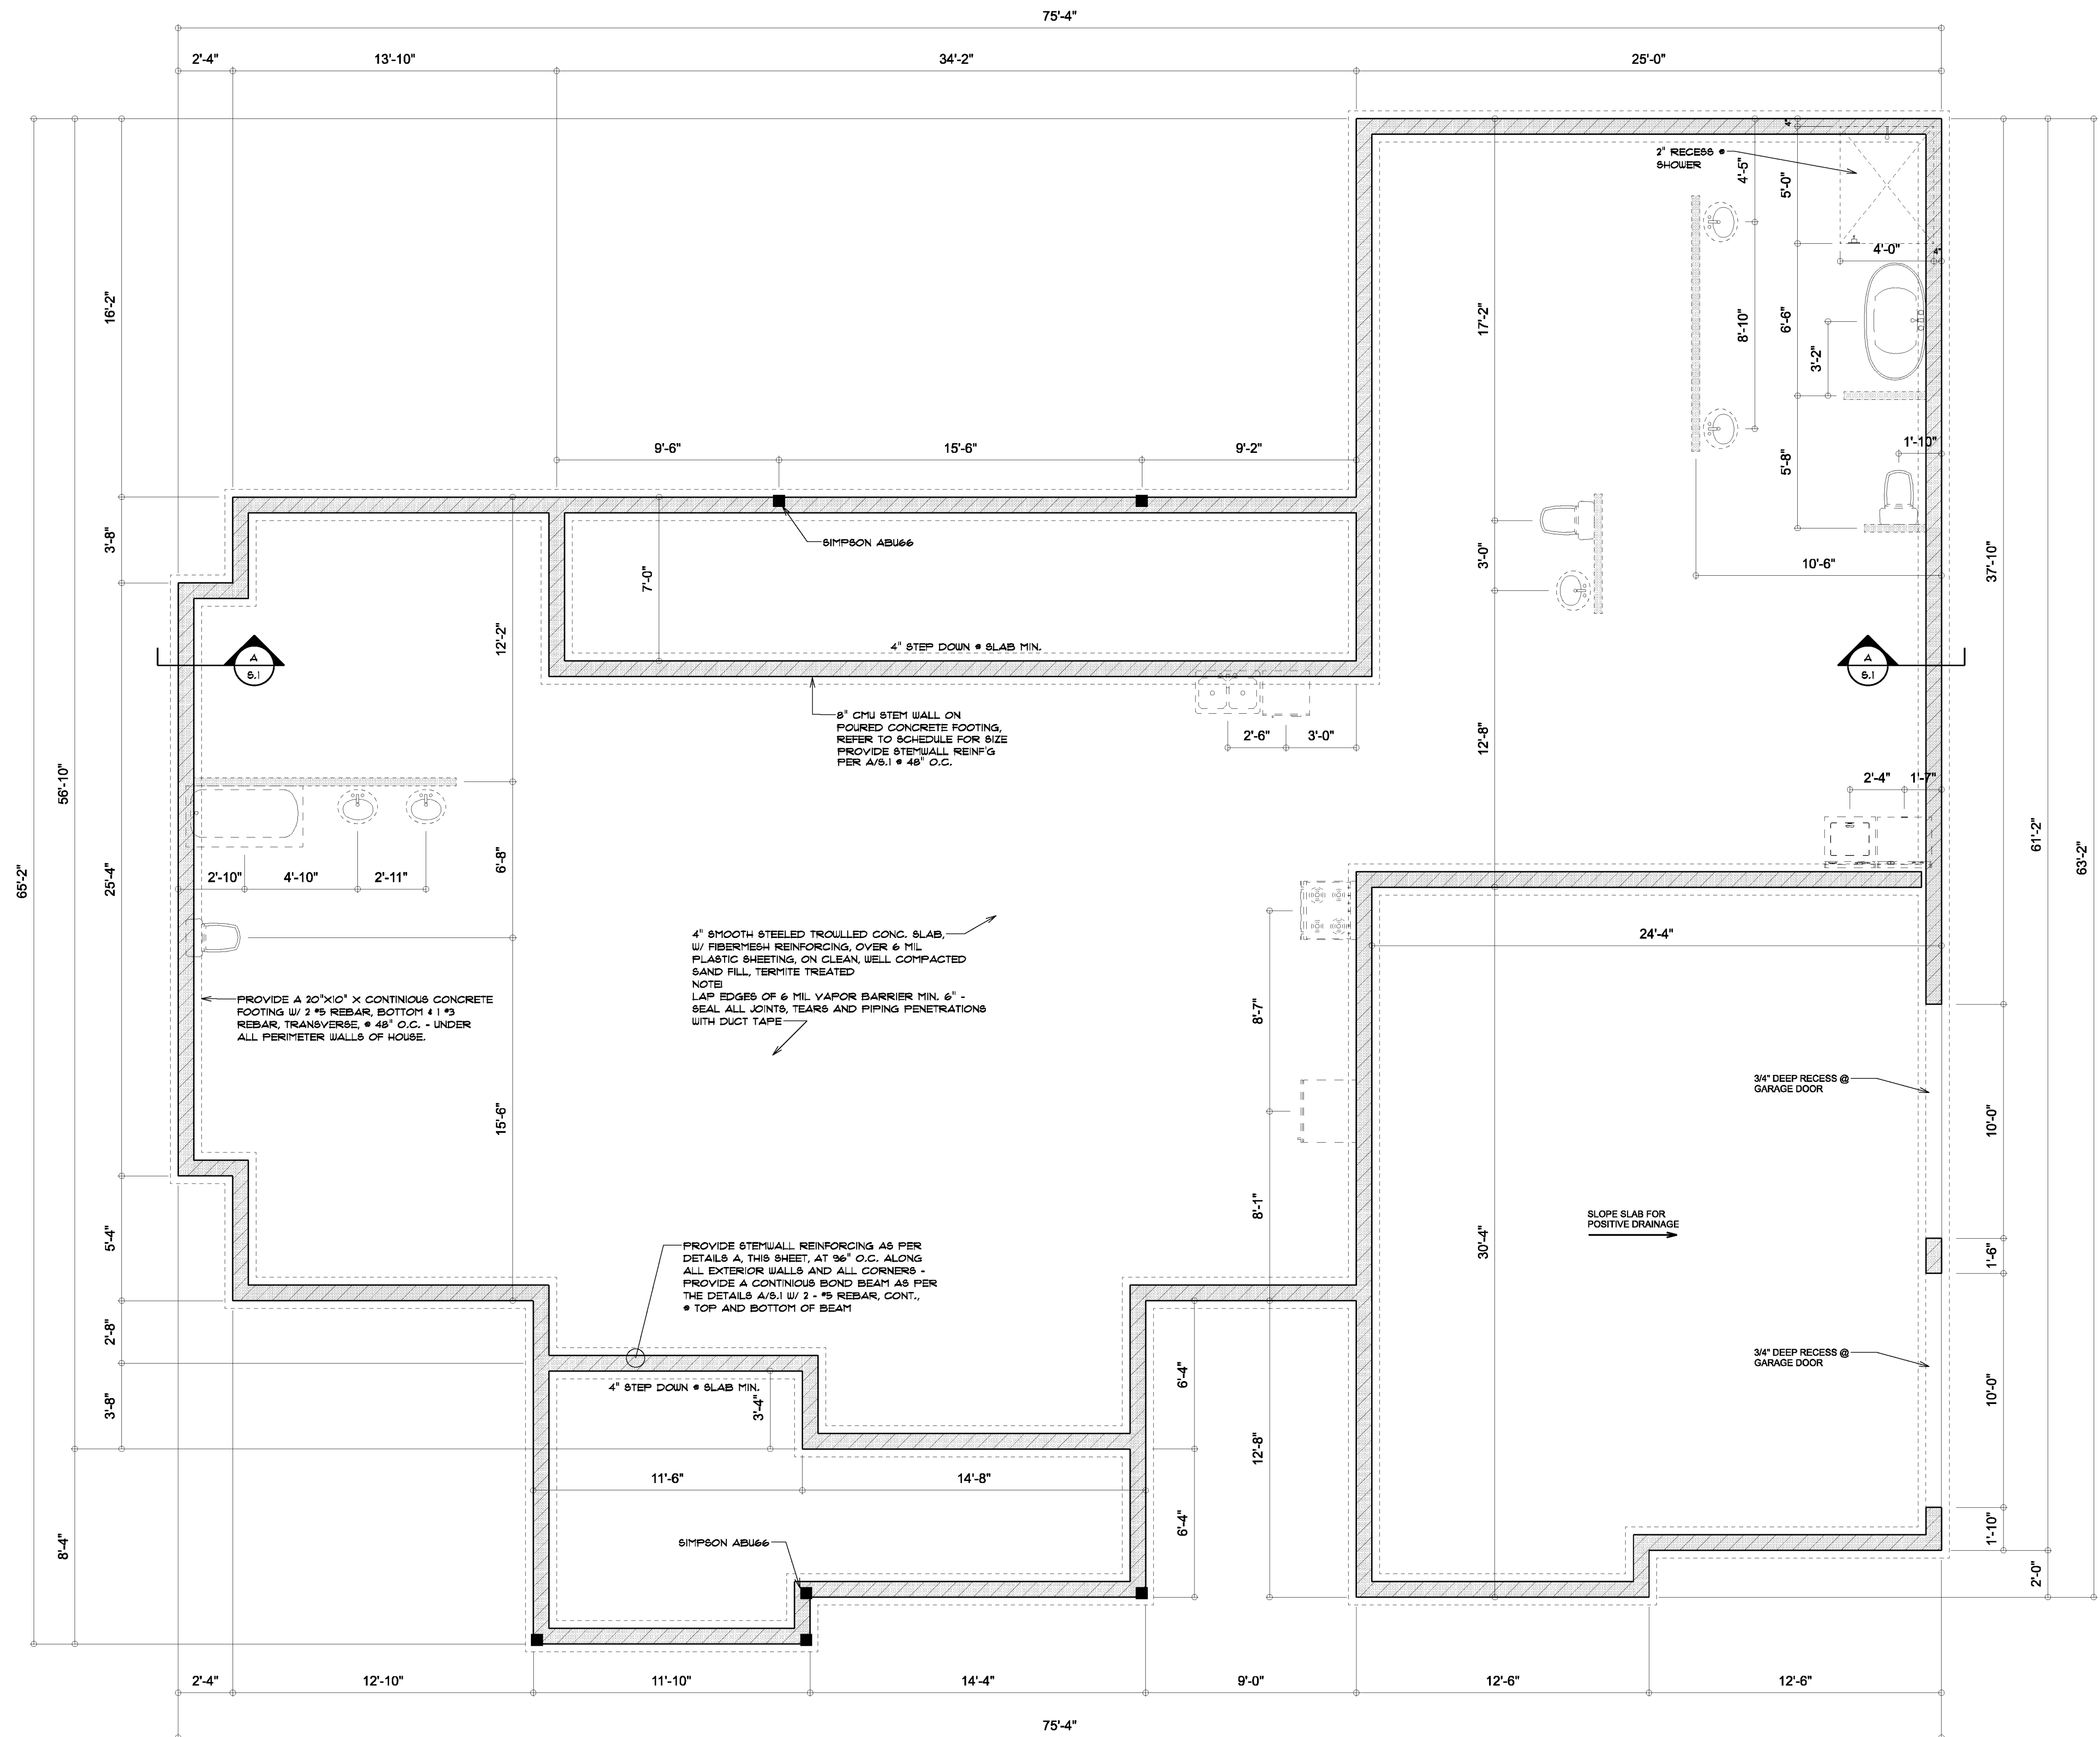 75'-4"
2'-4" 13'-10" 34'-2" 25'-0"
4"
2" RECESS @
SHOWER
4'-5"
5'-0"
4'-0" 4"
16'-2"
17'-2"
8'-10"
6'-6"
3'-2"
9'-6" 15'-6" 9'-2"
1'-10"
5'-8"
3'-8"
SIMPSON ABU66
7'-0"
3'-0"
10'-6"
37'-10"
12'-2"
4" STEP DOWN @ SLAB MIN.
A
S.1
A
S.1
8" CMU STEM WALL ON
POURED CONCRETE FOOTING,
REFER TO SCHEDULE FOR SIZE
PROVIDE STEMWALL REINF'G
PER A/S.1 @ 48" O.C.
2'-6" 3'-0"
12'-8"
56'-10"
2'-4" 1'-7"
65'-2"
25'-4"
6'-8"
61'-2"
63'-2"
2'-10" 4'-10" 2'-11"
24'-4"
4" SMOOTH STEELED TROWLLED CONC. SLAB,
W/ FIBERMESH REINFORCING, OVER 6 MIL
PLASTIC SHEETING, ON CLEAN, WELL COMPACTED
SAND FILL, TERMITE TREATED
NOTE:
LAP EDGES OF 6 MIL VAPOR BARRIER MIN. 6" -
SEAL ALL JOINTS, TEARS AND PIPING PENETRATIONS
WITH DUCT TAPE
PROVIDE A 20"X10" X CONTINIOUS CONCRETE
FOOTING W/ 2 #5 REBAR, BOTTOM & 1 #3
REBAR, TRANSVERSE, @ 48" O.C. - UNDER
ALL PERIMETER WALLS OF HOUSE.
8'-7"
15'-6"
3/4" DEEP RECESS @
GARAGE DOOR
10'-0"
8'-1"
SLOPE SLAB FOR
POSITIVE DRAINAGE
5'-4"
30'-4"
1'-6"
PROVIDE STEMWALL REINFORCING AS PER
DETAILS A, THIS SHEET, AT 96" O.C. ALONG
ALL EXTERIOR WALLS AND ALL CORNERS -
PROVIDE A CONTINIOUS BOND BEAM AS PER
THE DETAILS A/S.1 W/ 2 - #5 REBAR, CONT.,
@ TOP AND BOTTOM OF BEAM
2'-8"
3/4" DEEP RECESS @
GARAGE DOOR
6'-4"
4" STEP DOWN @ SLAB MIN.
3'-4"
3'-8"
10'-0"
12'-8"
11'-6" 14'-8"
6'-4"
1'-10"
SIMPSON ABU66
8'-4"
2'-0"
2'-4" 12'-10" 11'-10" 14'-4" 9'-0" 12'-6" 12'-6"
75'-4"